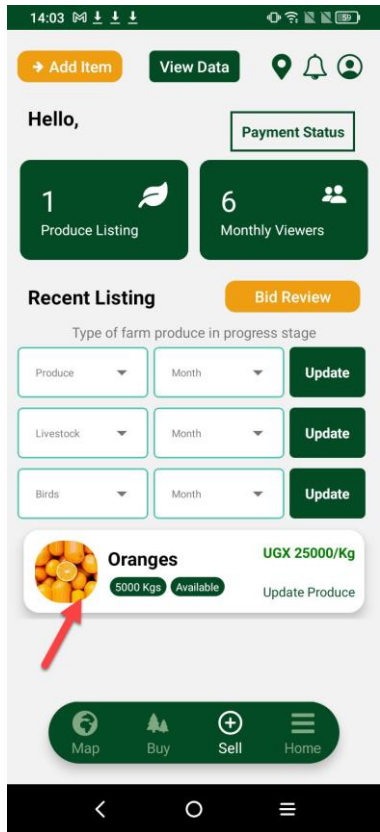 14:03
59
→ Add Item
View Data
Hello,
Payment Status
1
Produce Listing
6
Monthly Viewers
Recent Listing
Bid Review
Type of farm produce in progress stage
Produce
Month
Update
Livestock
Month
Update
Birds
Month
Update
Oranges
UGX 25000/Kg
5000 Kgs
Available
Update Produce
Map
Buy
Sell
Home